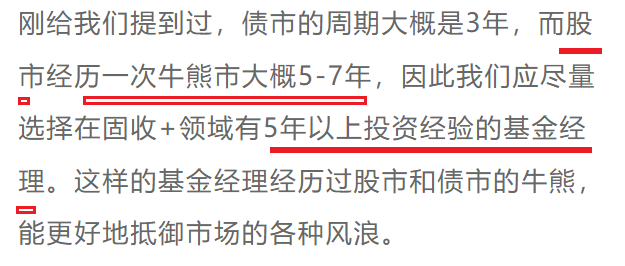 刚给我们提到过，债市的周期大概是3年，而股
市经历一次牛熊市大概5-7年，因此我们应尽量
选择在固收+领域有5年以上投资经验的基金经
理。这样的基金经理经历过股市和债市的牛熊，
能更好地抵御市场的各种风浪。